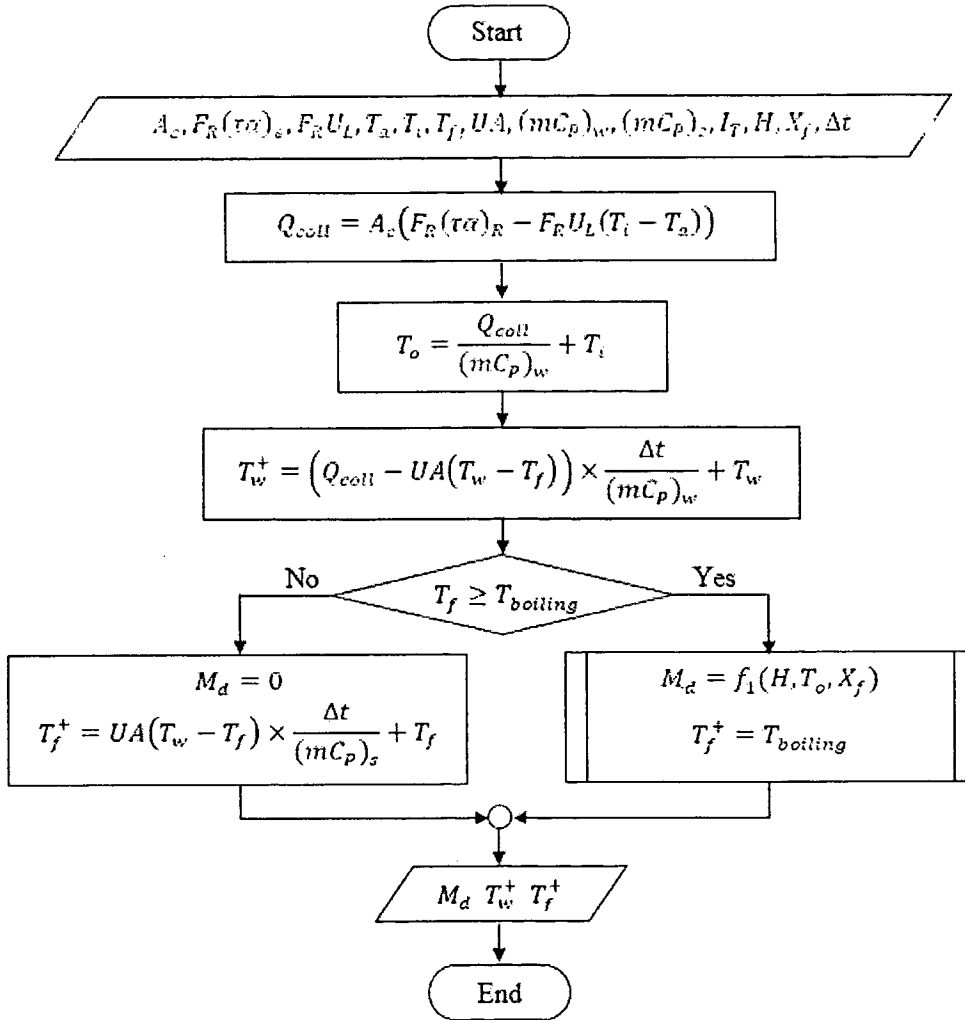 Start
A_c, F_R(τα)_e, F_R U_L, T_a, T_i, T_f, UA, (mC_p)_w, (mC_p)_s, I_T, H, X_f, Δt
Q_coll = A_c(F_R(τα)_R − F_R U_L(T_i − T_a))
T_o = Q_coll / (mC_p)_w + T_i
T_w^+ = (Q_coll − UA(T_w − T_f)) × Δt / (mC_p)_w + T_w
No
T_f ≥ T_boiling
Yes
M_d = 0
T_f^+ = UA(T_w − T_f) × Δt / (mC_p)_s + T_f
M_d = f_1(H, T_o, X_f)
T_f^+ = T_boiling
M_d T_w^+ T_f^+
End